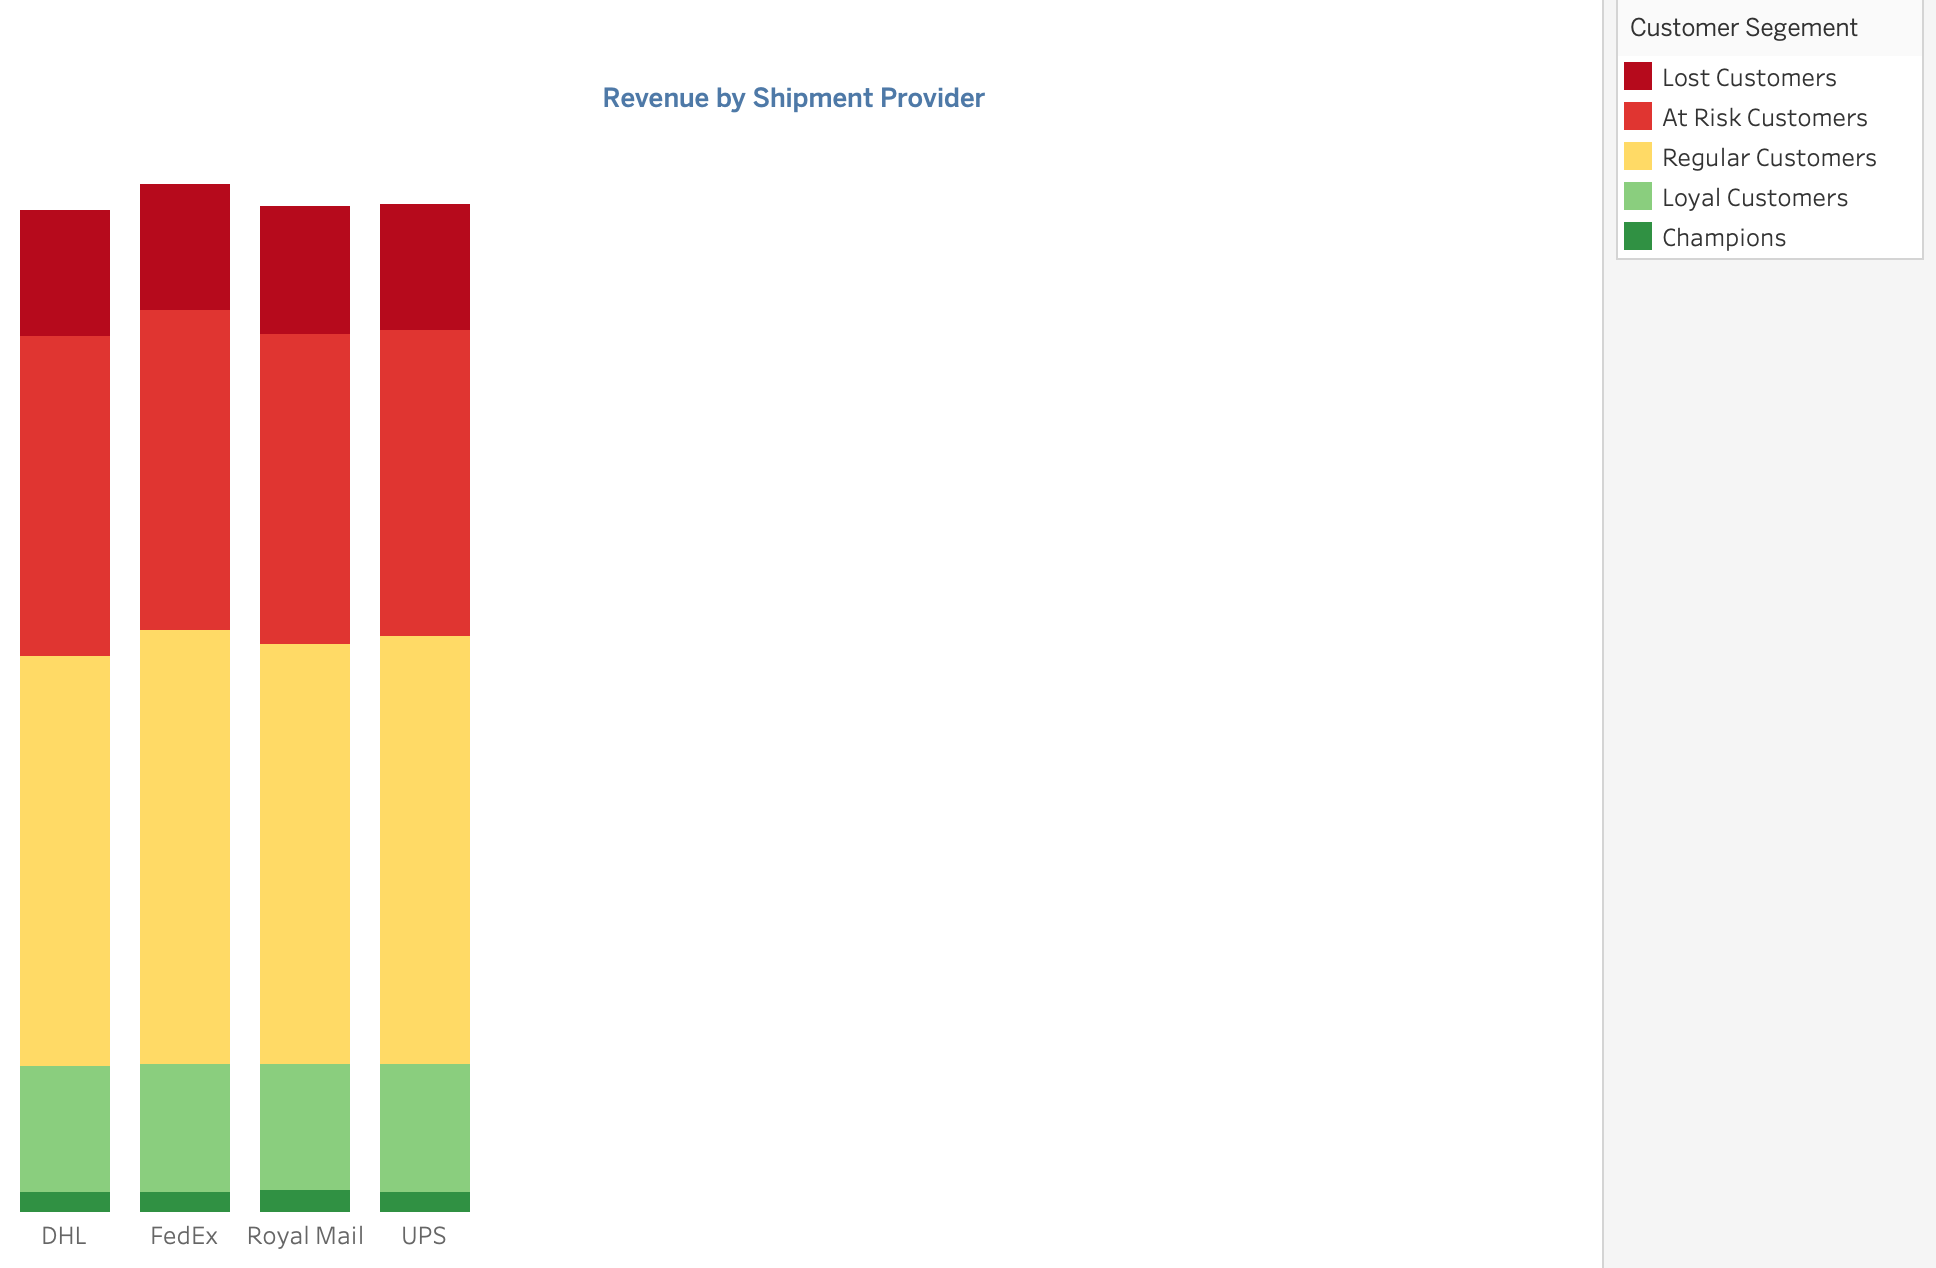 Customer Segement
Lost Customers
At Risk Customers
Regular Customers
Loyal Customers
Champions
Revenue by Shipment Provider
DHL
FedEx
Royal Mail
UPS